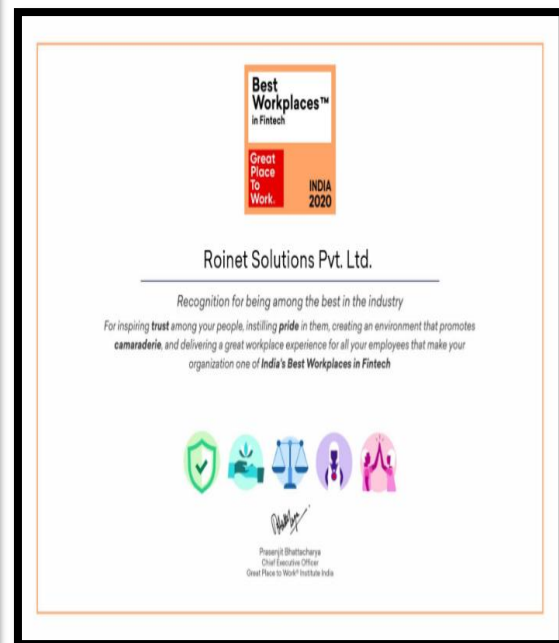 Best
Workplaces™
in Fintech
Great
Place
To
Work.
INDIA
2020
Roinet Solutions Pvt. Ltd.
Recognition for being among the best in the industry
For inspiring trust among your people, instilling pride in them, creating an environment that promotes
camaraderie, and delivering a great workplace experience for all your employees that make your
organization one of India's Best Workplaces in Fintech
Prasenjit Bhattacharya
Chief Executive Officer
Great Place to Work® Institute India